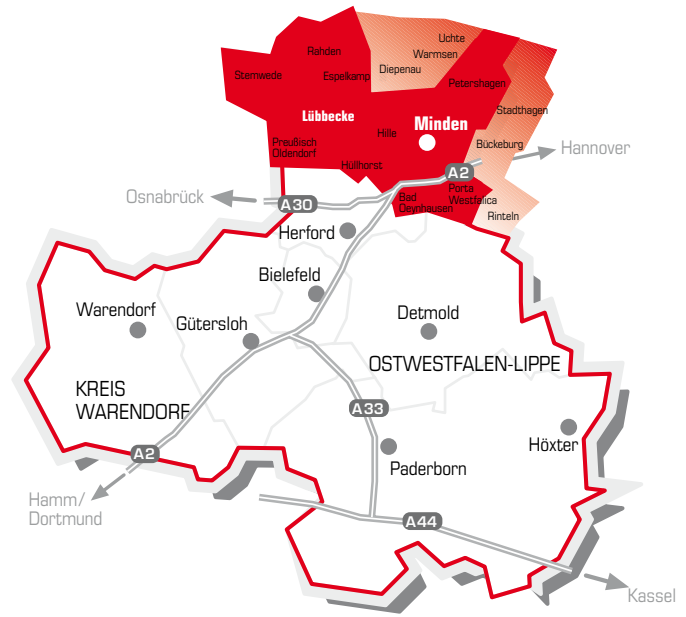 Uchte
Rahden
Warmsen
Diepenau
Stemwede
Espelkamp
Petershagen
Stadthagen
Lübbecke
Minden
Hille
Preußisch
Oldendorf
Bückeburg
Hannover
Hüllhorst
A2
Osnabrück
A30
Bad
Oeynhausen
Porta
Westfalica
Rinteln
Herford
Bielefeld
Warendorf
Gütersloh
Detmold
OSTWESTFALEN-LIPPE
KREIS
WARENDORF
A33
Höxter
Paderborn
A2
Hamm/
Dortmund
A44
Kassel